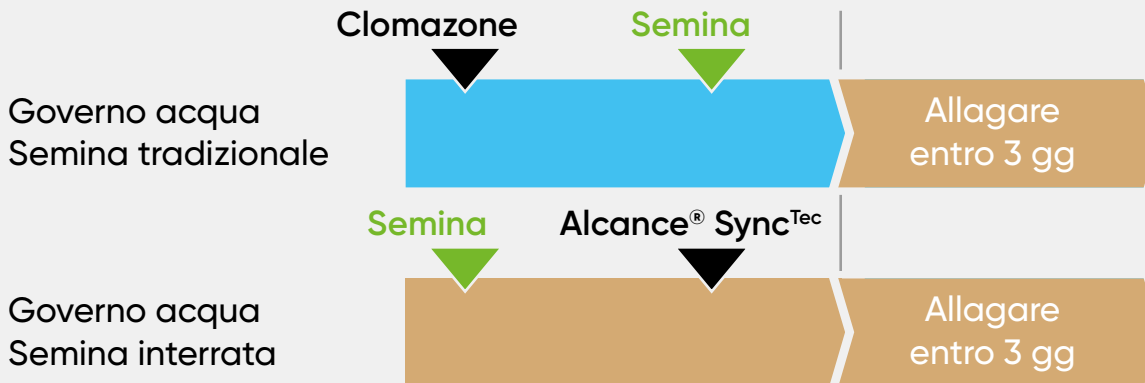 Clomazone Semina
Governo acqua
Semina tradizionale
Allagare
entro 3 gg
Semina Alcance® SyncTec
Governo acqua
Semina interrata
Allagare
entro 3 gg